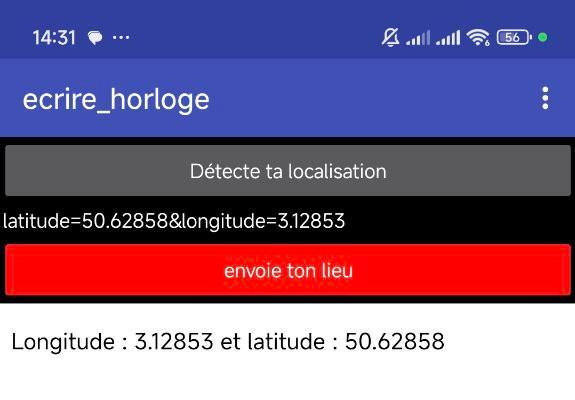 14:31 56
ecrire_horloge
Détecte ta localisation
latitude=50.62858&longitude=3.12853
envoie ton lieu
Longitude : 3.12853 et latitude : 50.62858